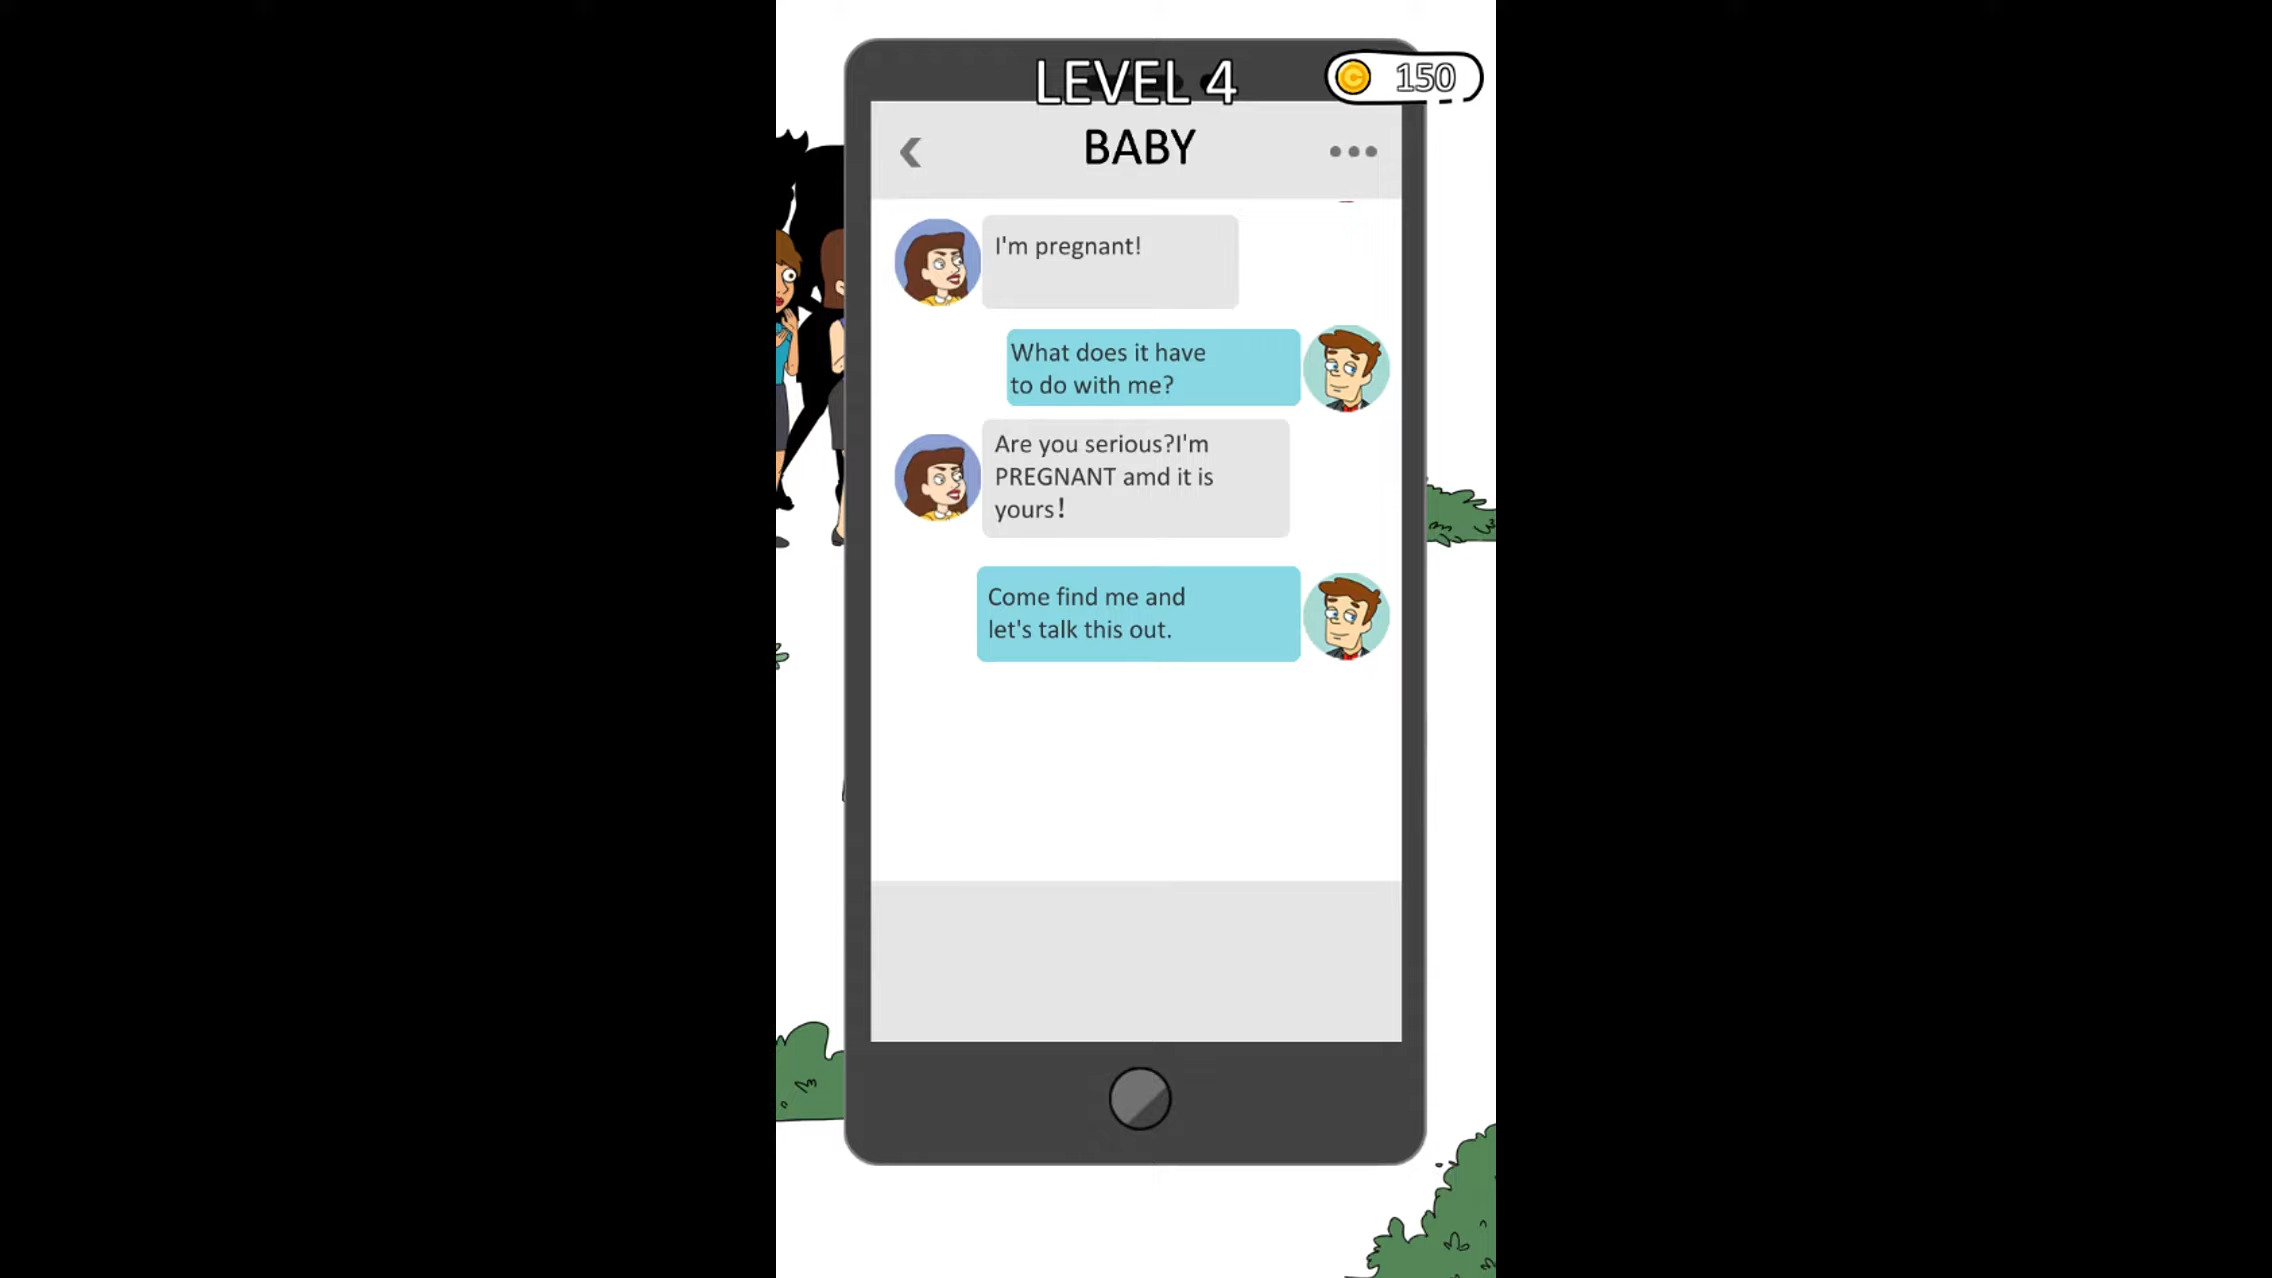 LEVEL 4
150
BABY
I'm pregnant!
What does it have
to do with me?
Are you serious?I'm
PREGNANT amd it is
yours!
Come find me and
let's talk this out.